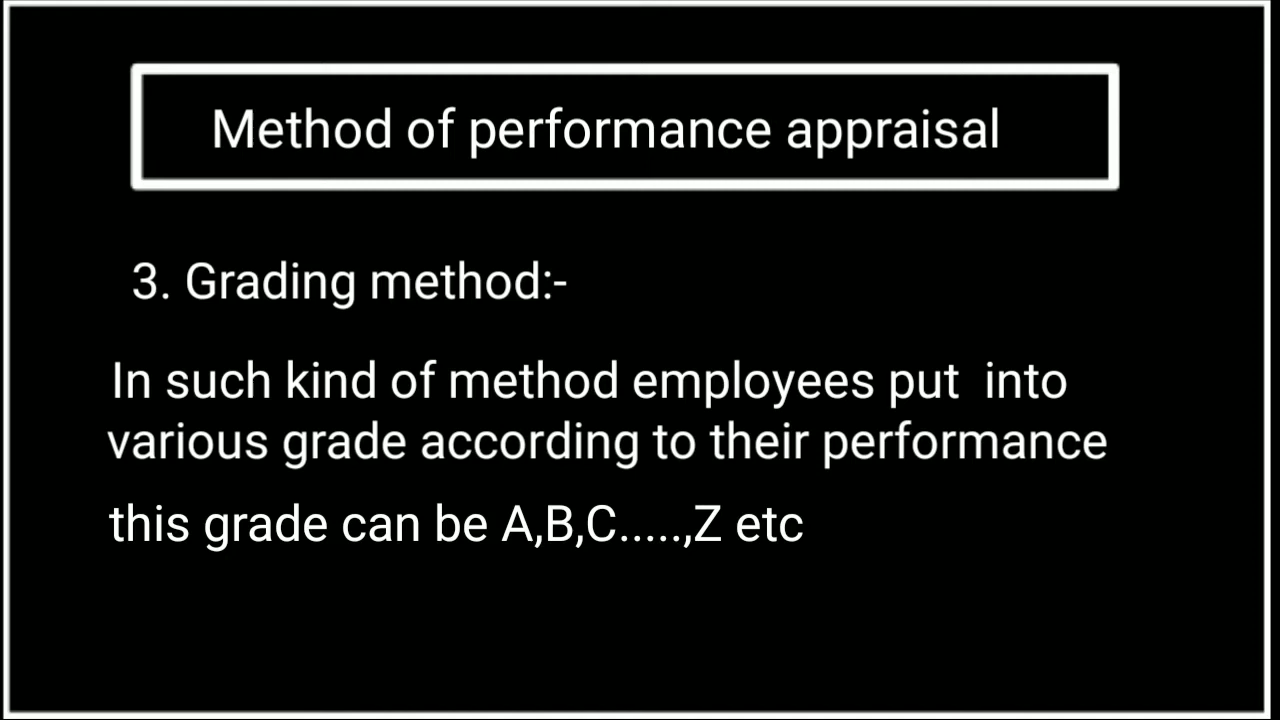 Method of performance appraisal
3. Grading method:-
In such kind of method employees put  into
various grade according to their performance
this grade can be A,B,C.....,Z etc